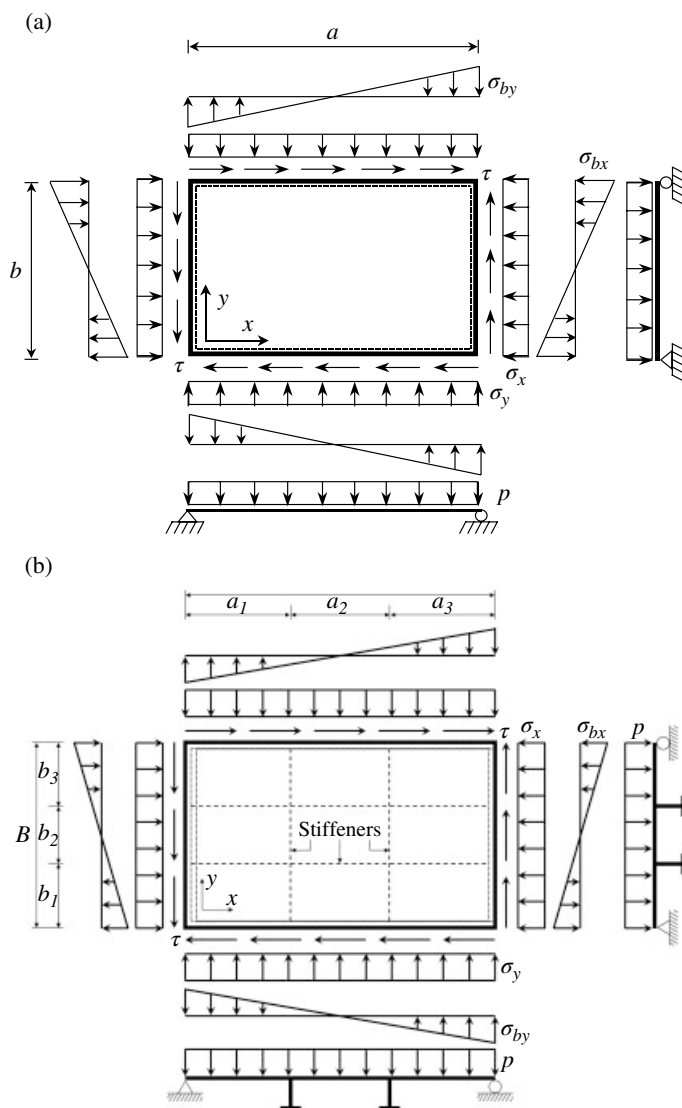 (a)
a
σby
τ
σbx
b
y
x
τ
σx
σy
p
(b)
a1 a2 a3
τ σx σbx p
b3
B b2
b1
Stiffeners
y
x
τ
σy
σby
p